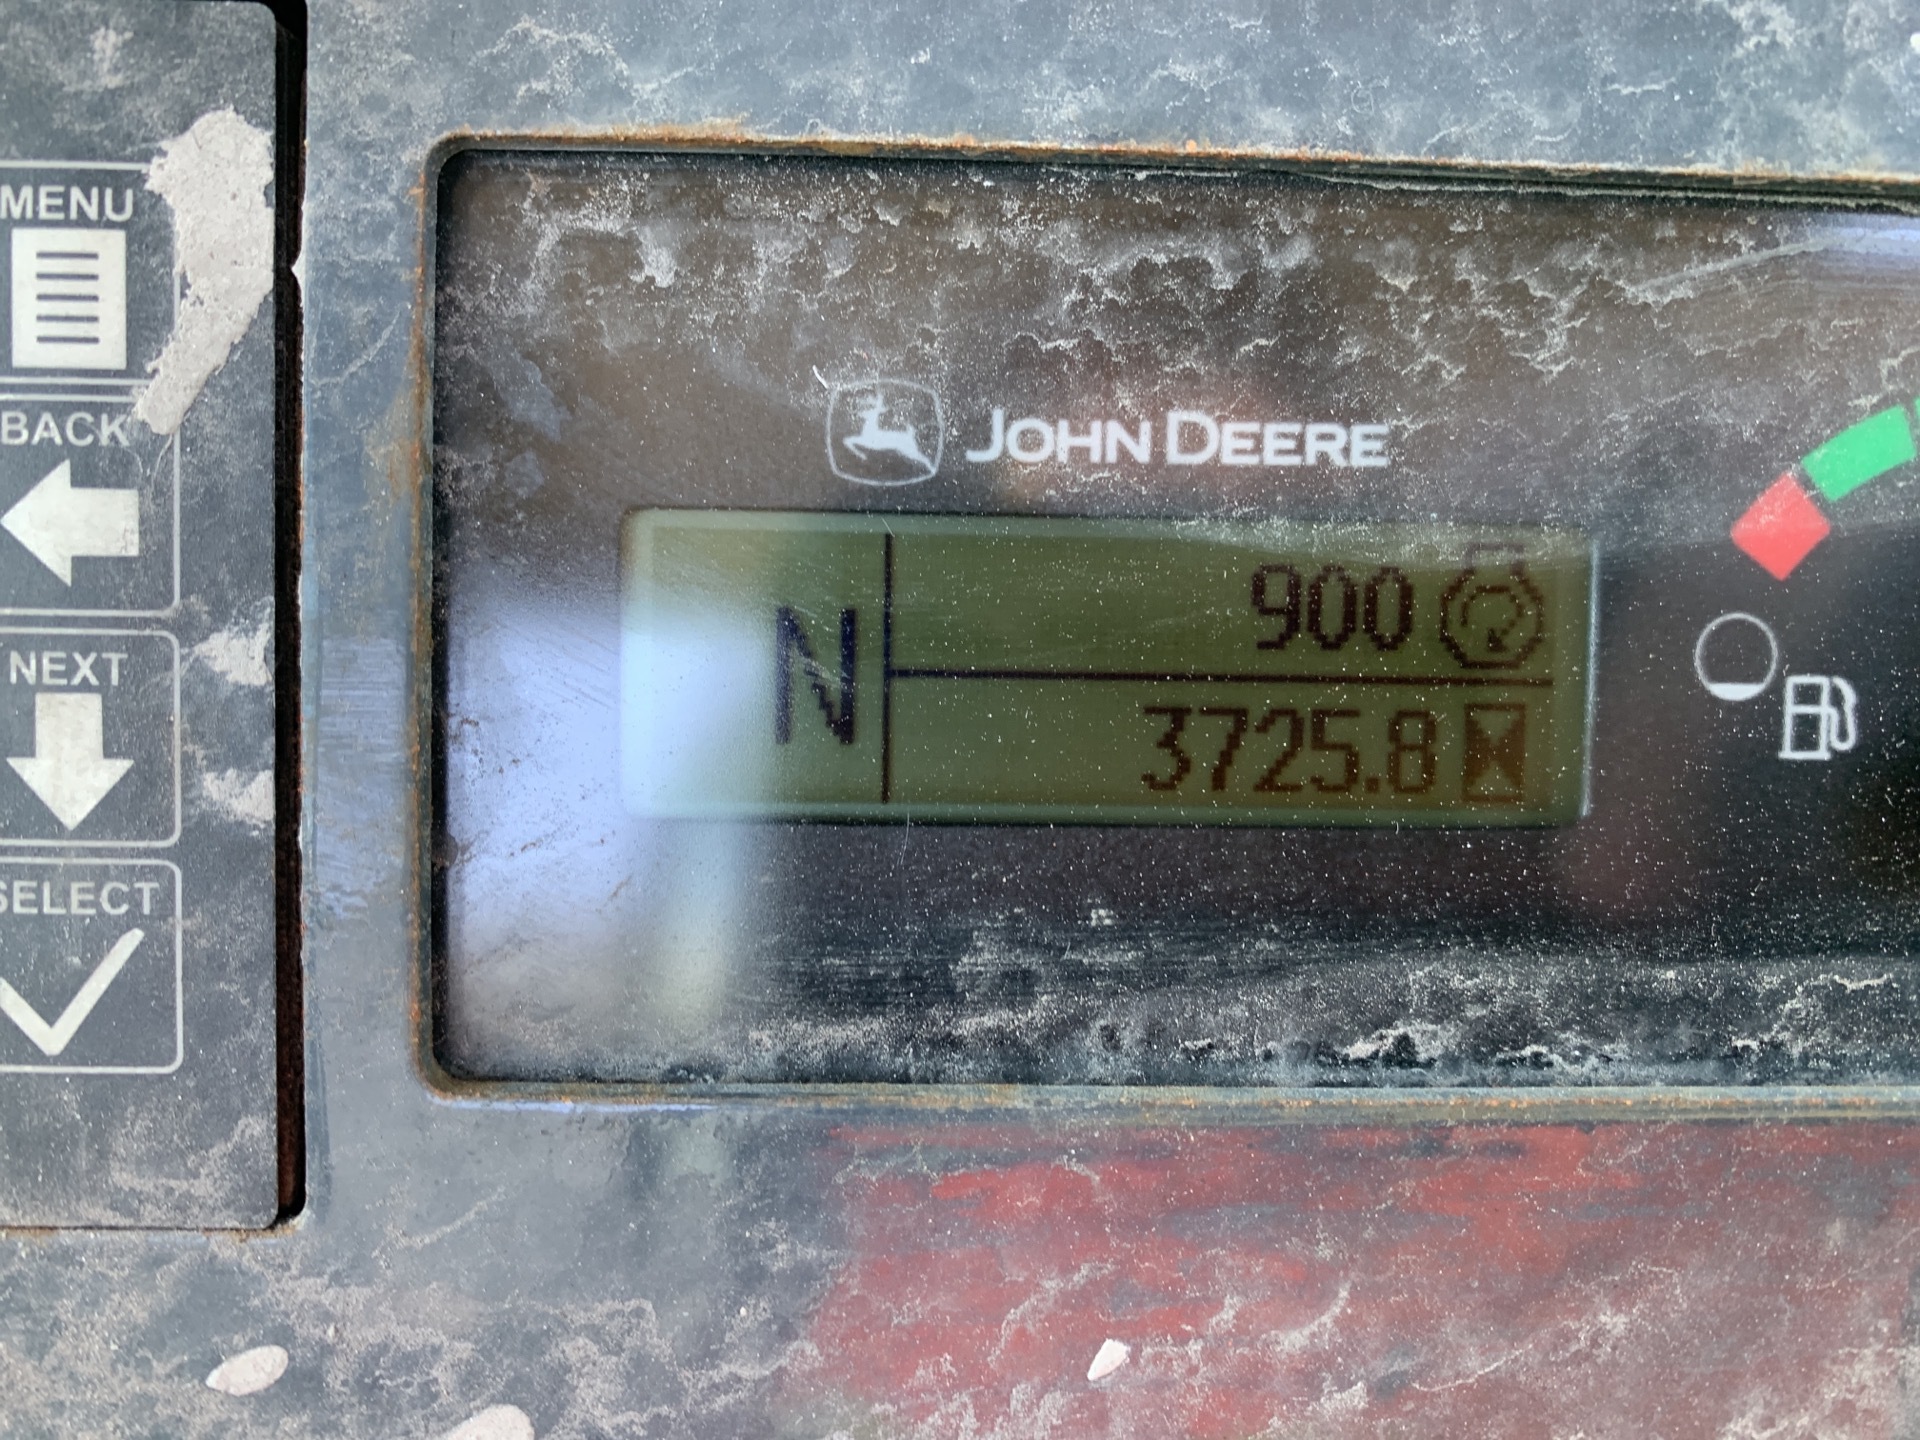 MENU
BACK
NEXT
SELECT
JOHN DEERE
N
900
3725.8